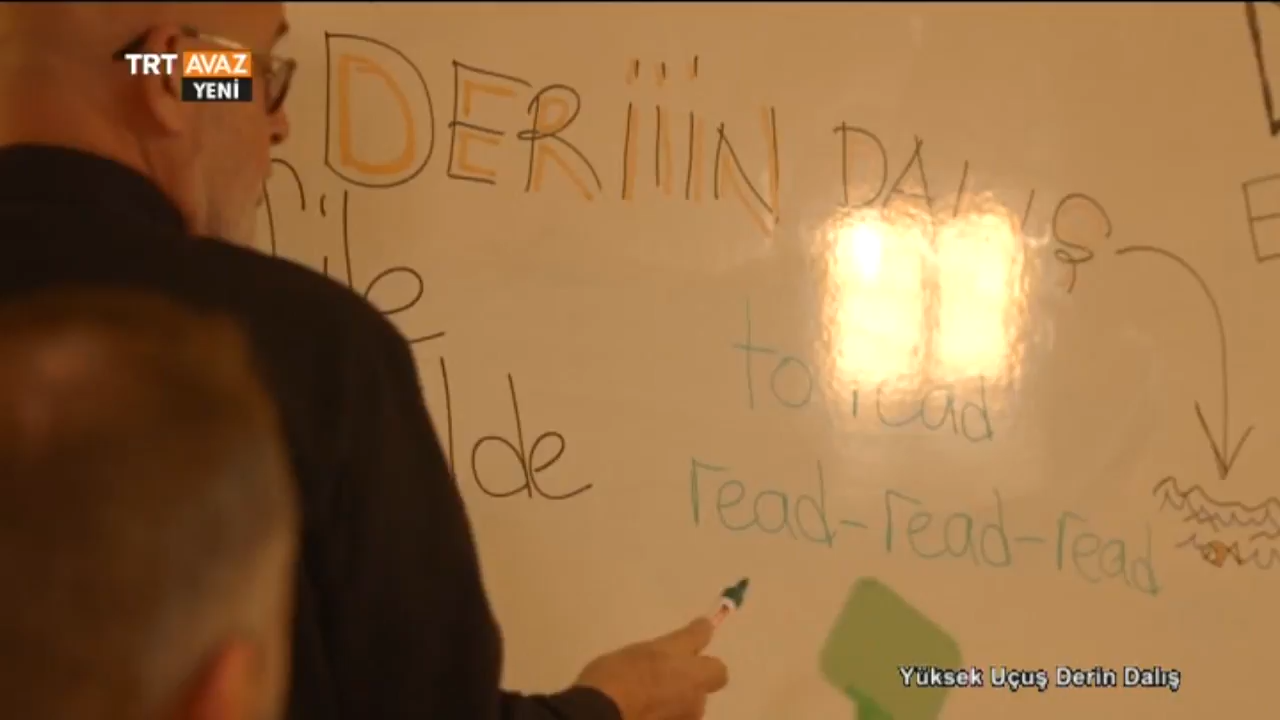 TRT AVAZ
YENİ
DERİİİN DALIŞ
ile
lde
to read
read-read-read
Yüksek Uçuş Derin Dalış